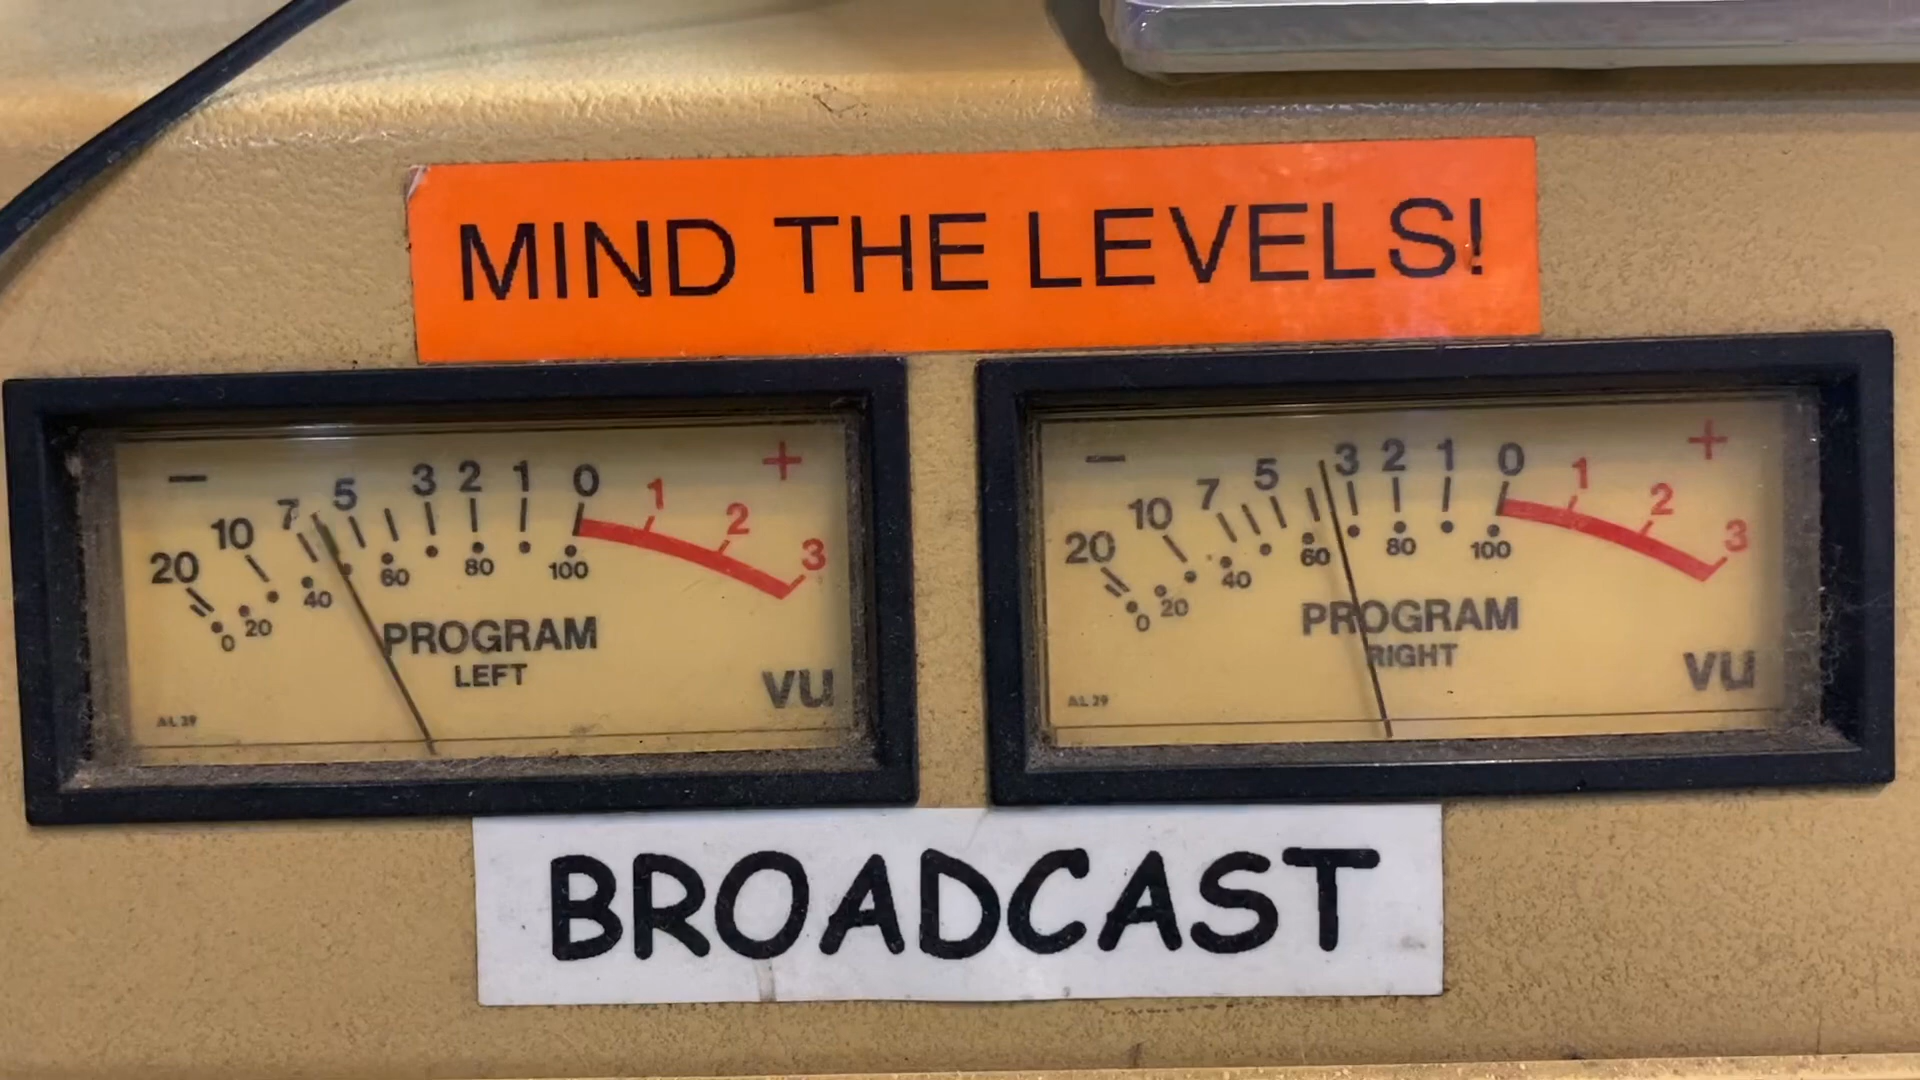 MIND THE LEVELS!
− 20 10 7 5 3 2 1 0 1 2 3 +
0 20 40 60 80 100
PROGRAM
LEFT
VU
AL 39
− 20 10 7 5 3 2 1 0 1 2 3 +
0 20 40 60 80 100
PROGRAM
RIGHT
VU
BROADCAST